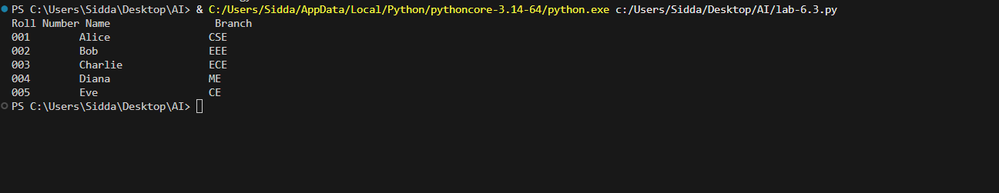 PS C:\Users\Sidda\Desktop\AI> & C:/Users/Sidda/AppData/Local/Python/pythoncore-3.14-64/python.exe c:/Users/Sidda/Desktop/AI/lab-6.3.py
Roll Number Name                 Branch
001        Alice                CSE
002        Bob                  EEE
003        Charlie              ECE
004        Diana                ME
005        Eve                  CE
PS C:\Users\Sidda\Desktop\AI>